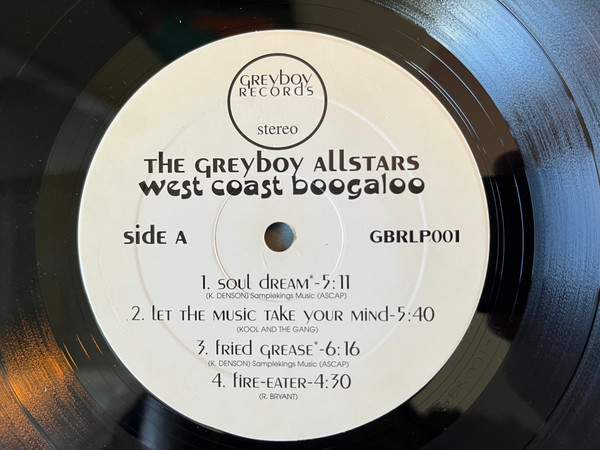 Greyboy
RECORDS
stereo
THE GREYBOY ALLSTARS
west coast boogaloo
side A
GBRLP001
1. SOUL DREAM*-5:11
(K. DENSON) Samplekings Music (ASCAP)
2. LET THE MUSIC TAKE YOUR MIND-5:40
(KOOL AND THE GANG)
3. FRIED GREASE*-6:16
(K. DENSON) Samplekings Music (ASCAP)
4. FIRE-EATER-4:30
(R. BRYANT)